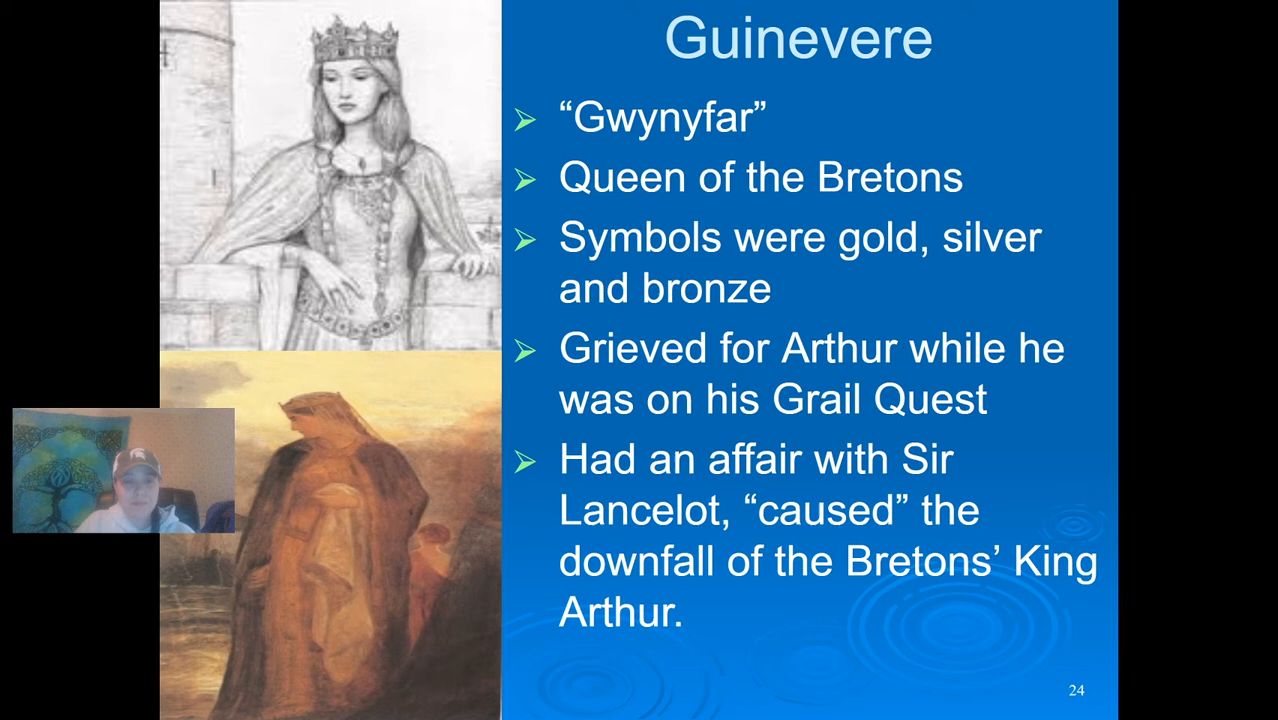 Guinevere
“Gwynyfar”
Queen of the Bretons
Symbols were gold, silver
and bronze
Grieved for Arthur while he
was on his Grail Quest
Had an affair with Sir
Lancelot, “caused” the
downfall of the Bretons’ King
Arthur.
24